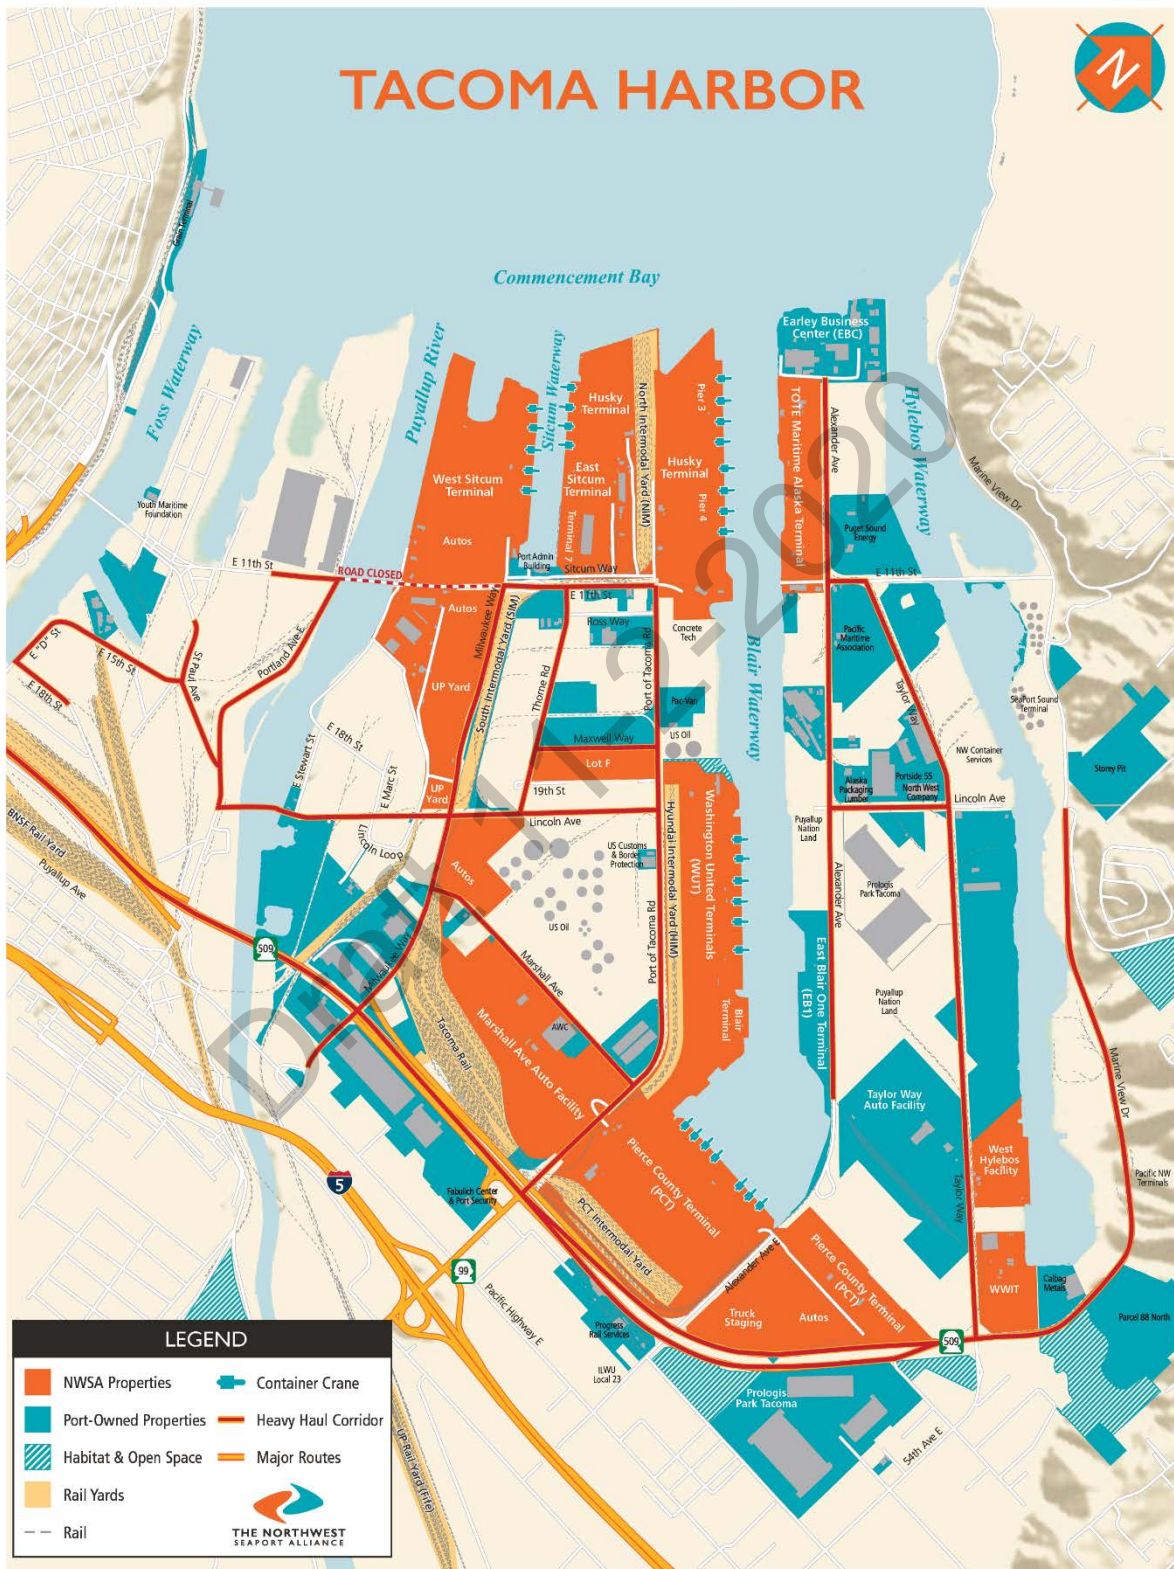 TACOMA HARBOR
N
Commencement Bay
Grain Terminal
Foss Waterway
Puyallup River
Sitcum Waterway
Blair Waterway
Hylebos Waterway
Earley Business
Center (EBC)
Husky
Terminal
North Intermodal Yard (NIM)
Pier 3
Husky
Terminal
Pier 4
TOTE Maritime Alaska Terminal
Alexander Ave
Marine View Dr
West Sitcum
Terminal
Autos
East
Sitcum
Terminal
Terminal 7
Port Admin
Building
Sitcum Way
Youth Maritime
Foundation
Puget Sound
Energy
E 11th St
ROAD CLOSED
E 11th St
E 11th St
Autos
Milwaukee Way
South Intermodal Yard (SIM)
Ross Way
Concrete
Tech
Port of Tacoma Rd
Pacific
Maritime
Association
E "D" St
E 15th St
St Paul Ave
Portland Ave E
E 18th St
UP Yard
Thorne Rd
Pac-Van
Taylor Way
SeaPort Sound
Terminal
E 18th St
Maxwell Way
US Oil
NW Container
Services
E Stewart St
E Marc St
Lot F
Alaska
Packaging
Lumber
Portside 55
North West
Company
Storey Pit
UP
Yard
19th St
Lincoln Ave
Lincoln Ave
Lincoln Loop
BNSF Rail Yard
Puyallup Ave
Autos
US Customs
& Border
Protection
Hyundai Intermodal Yard (HIM)
Washington United Terminals
(WUT)
Puyallup
Nation
Land
Prologis
Park Tacoma
Alexander Ave
US Oil
Port of Tacoma Rd
509
Milwaukee Way
Marshall Ave
East Blair One Terminal
(EB1)
Puyallup
Nation
Land
Tacoma Rail
AWC
Blair
Terminal
Marshall Ave Auto Facility
Marine View Dr
Taylor Way
Auto Facility
Pierce County Terminal
(PCT)
West
Hylebos
Facility
Pacific NW
Terminals
5
Fabulich Center
& Port Security
PCT Intermodal Yard
Taylor Way
99
Alexander Ave E
Pierce County Terminal
(PCT)
WWIT
Calbag
Metals
Pacific Highway E
Truck
Staging
Autos
Parcel 88 North
Progress
Rail Services
509
ILWU
Local 23
Prologis
Park Tacoma
54th Ave E
UP Rail Yard (Fife)
LEGEND
NWSA Properties
Container Crane
Port-Owned Properties
Heavy Haul Corridor
Habitat & Open Space
Major Routes
Rail Yards
Rail
THE NORTHWEST
SEAPORT ALLIANCE
Draft 11-2-2020